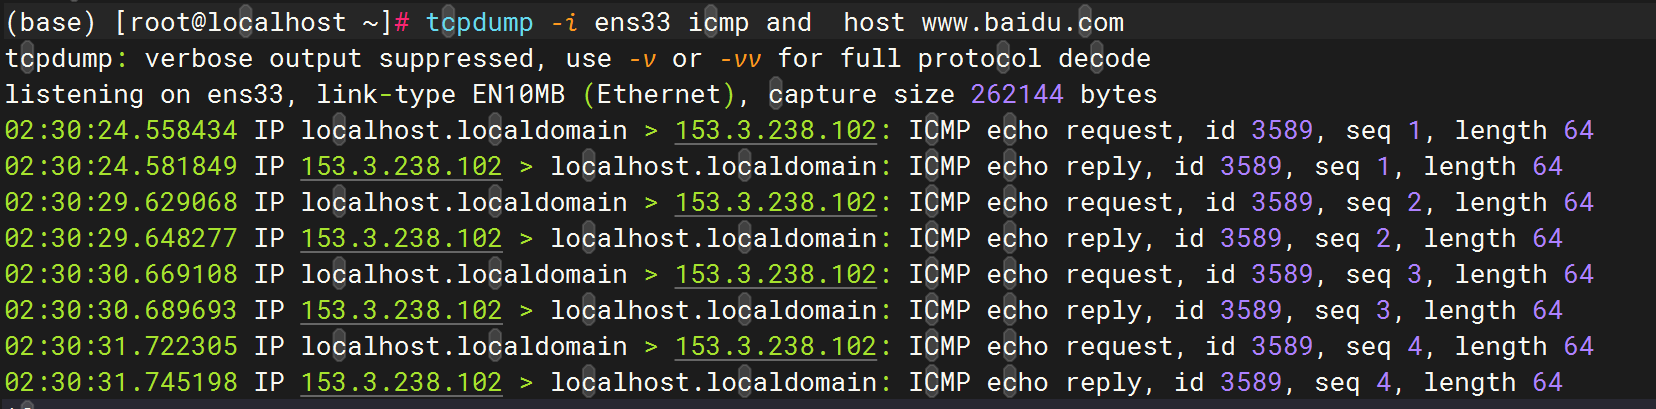 (base) [root@localhost ~]# tcpdump -i ens33 icmp and  host www.baidu.com
tcpdump: verbose output suppressed, use -v or -vv for full protocol decode
listening on ens33, link-type EN10MB (Ethernet), capture size 262144 bytes
02:30:24.558434 IP localhost.localdomain > 153.3.238.102: ICMP echo request, id 3589, seq 1, length 64
02:30:24.581849 IP 153.3.238.102 > localhost.localdomain: ICMP echo reply, id 3589, seq 1, length 64
02:30:29.629068 IP localhost.localdomain > 153.3.238.102: ICMP echo request, id 3589, seq 2, length 64
02:30:29.648277 IP 153.3.238.102 > localhost.localdomain: ICMP echo reply, id 3589, seq 2, length 64
02:30:30.669108 IP localhost.localdomain > 153.3.238.102: ICMP echo request, id 3589, seq 3, length 64
02:30:30.689693 IP 153.3.238.102 > localhost.localdomain: ICMP echo reply, id 3589, seq 3, length 64
02:30:31.722305 IP localhost.localdomain > 153.3.238.102: ICMP echo request, id 3589, seq 4, length 64
02:30:31.745198 IP 153.3.238.102 > localhost.localdomain: ICMP echo reply, id 3589, seq 4, length 64